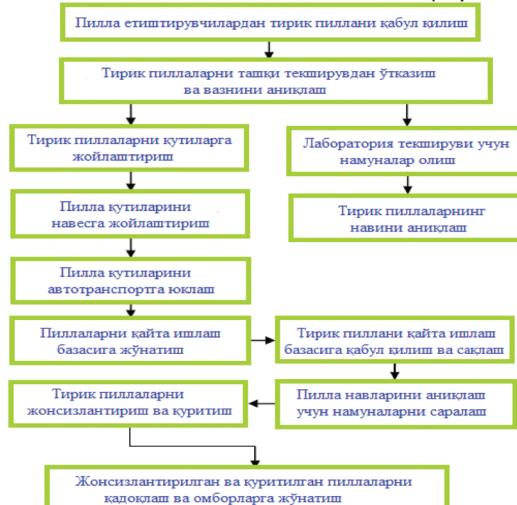 Пилла етиштирувчилардан тирик пиллани қабул қилиш
Тирик пиллаларни ташқи текширувдан ўтказиш
ва вазнини аниқлаш
Тирик пиллаларни қутиларга
жойлаштириш
Лаборатория текшируви учун
намуналар олиш
Пилла қутиларини
навесга жойлаштириш
Тирик пиллаларнинг
навини аниқлаш
Пилла қутиларини
автотранспортга юклаш
Пиллаларни қайта ишлаш
базасига жўнатиш
Тирик пиллани қайта ишлаш
базасига қабул қилиш ва сақлаш
Тирик пиллаларни
жонсизлантириш ва қуритиш
Пилла навларини аниқлаш
учун намуналарни саралаш
Жонсизлантирилган ва қуритилган пиллаларни
қадоқлаш ва омборларга жўнатиш